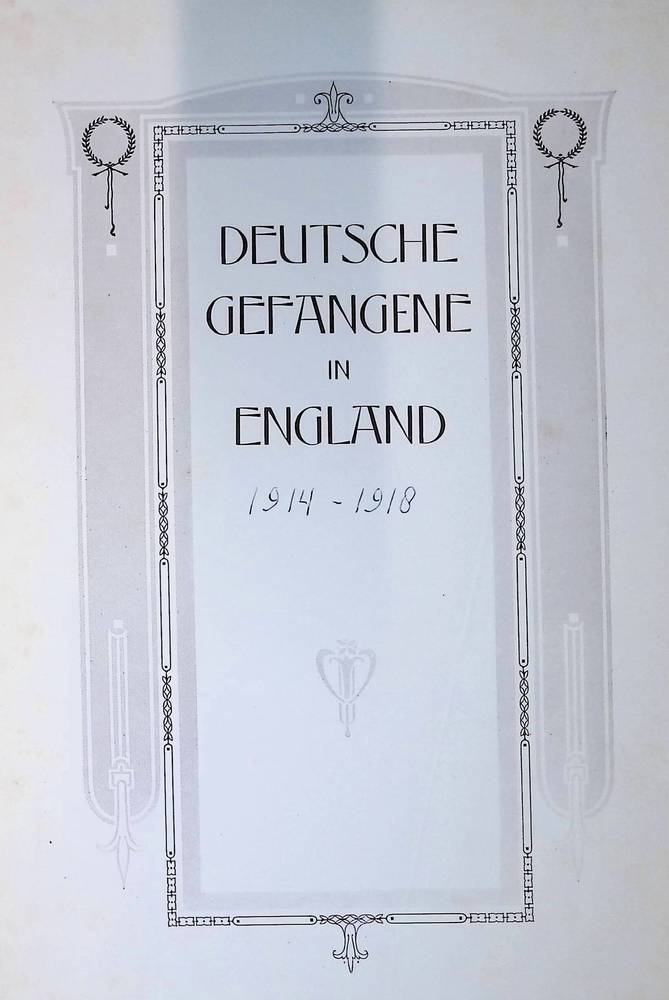 DEUTSCHE
GEFANGENE
IN
ENGLAND
1914 - 1918